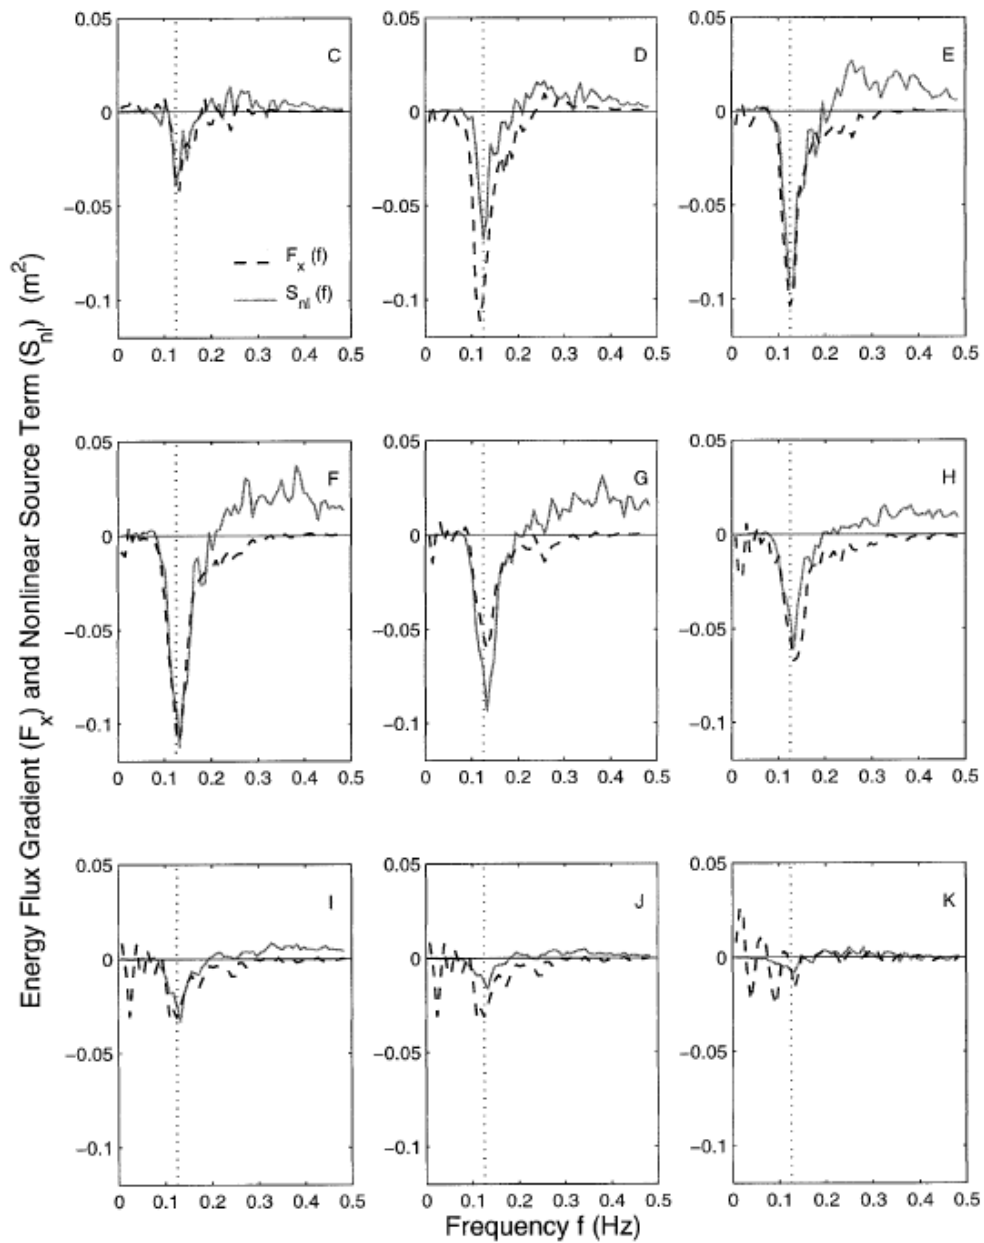 Energy Flux Gradient (Fx) and Nonlinear Source Term (Snl) (m2)
0.05 0.05 0.05
C D E
0 0 0
−0.05 −0.05 −0.05
Fx (f)
Snl (f)
−0.1 −0.1 −0.1
0 0.1 0.2 0.3 0.4 0.5 0 0.1 0.2 0.3 0.4 0.5 0 0.1 0.2 0.3 0.4 0.5
0.05 0.05 0.05
F G H
0 0 0
−0.05 −0.05 −0.05
−0.1 −0.1 −0.1
0 0.1 0.2 0.3 0.4 0.5 0 0.1 0.2 0.3 0.4 0.5 0 0.1 0.2 0.3 0.4 0.5
0.05 0.05 0.05
I J K
0 0 0
−0.05 −0.05 −0.05
−0.1 −0.1 −0.1
0 0.1 0.2 0.3 0.4 0.5 0 0.1 0.2 0.3 0.4 0.5 0 0.1 0.2 0.3 0.4 0.5
Frequency f (Hz)